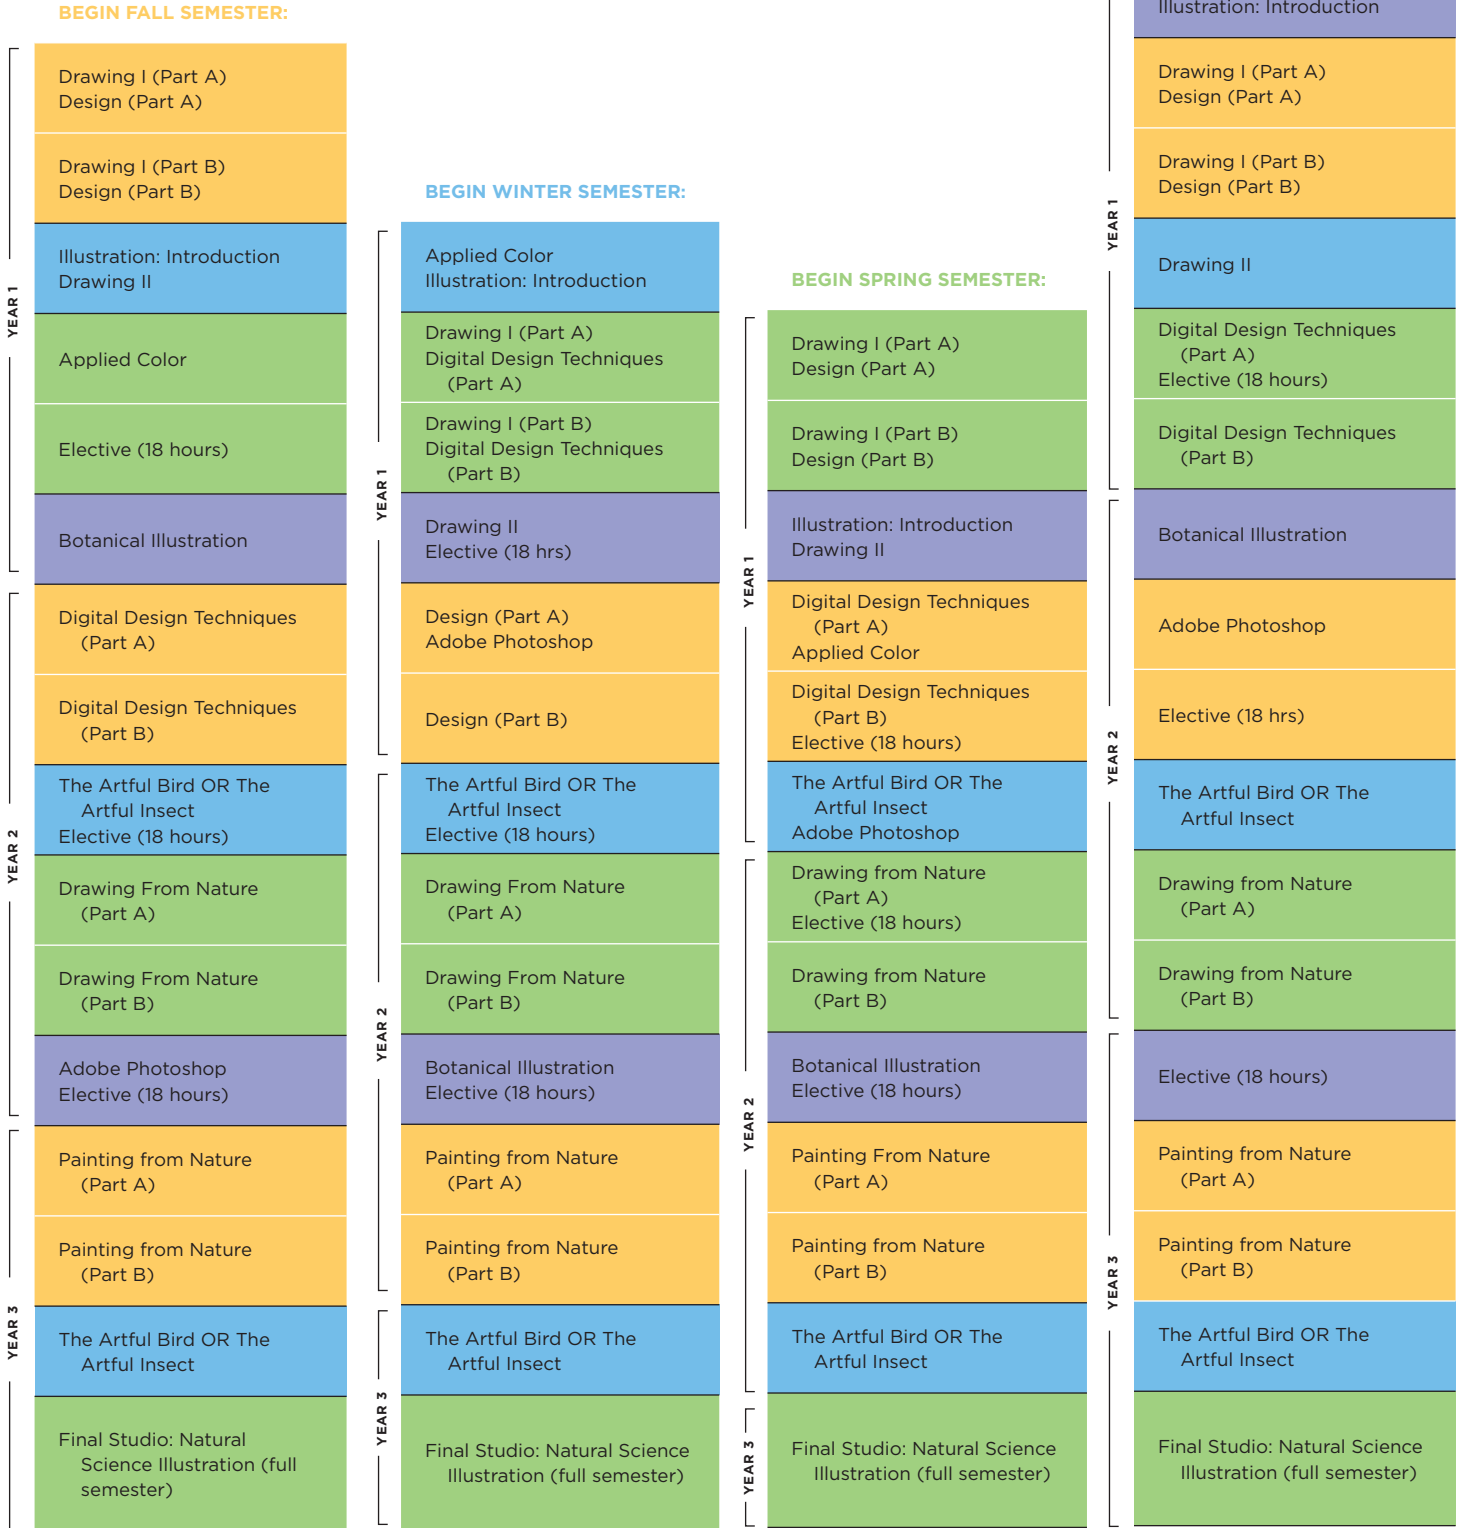 BEGIN FALL SEMESTER:
YEAR 1
Drawing I (Part A)
Design (Part A)
Drawing I (Part B)
Design (Part B)
Illustration: Introduction
Drawing II
Applied Color
Elective (18 hours)
Botanical Illustration
YEAR 2
Digital Design Techniques
(Part A)
Digital Design Techniques
(Part B)
The Artful Bird OR The
Artful Insect
Elective (18 hours)
Drawing From Nature
(Part A)
Drawing From Nature
(Part B)
Adobe Photoshop
Elective (18 hours)
YEAR 3
Painting from Nature
(Part A)
Painting from Nature
(Part B)
The Artful Bird OR The
Artful Insect
Final Studio: Natural
Science Illustration (full
semester)
BEGIN WINTER SEMESTER:
YEAR 1
Applied Color
Illustration: Introduction
Drawing I (Part A)
Digital Design Techniques
(Part A)
Drawing I (Part B)
Digital Design Techniques
(Part B)
Drawing II
Elective (18 hrs)
Design (Part A)
Adobe Photoshop
Design (Part B)
YEAR 2
The Artful Bird OR The
Artful Insect
Elective (18 hours)
Drawing From Nature
(Part A)
Drawing From Nature
(Part B)
Botanical Illustration
Elective (18 hours)
Painting from Nature
(Part A)
Painting from Nature
(Part B)
YEAR 3
The Artful Bird OR The
Artful Insect
Final Studio: Natural Science
Illustration (full semester)
BEGIN SPRING SEMESTER:
YEAR 1
Drawing I (Part A)
Design (Part A)
Drawing I (Part B)
Design (Part B)
Illustration: Introduction
Drawing II
Digital Design Techniques
(Part A)
Applied Color
Digital Design Techniques
(Part B)
Elective (18 hours)
The Artful Bird OR The
Artful Insect
Adobe Photoshop
YEAR 2
Drawing from Nature
(Part A)
Elective (18 hours)
Drawing from Nature
(Part B)
Botanical Illustration
Elective (18 hours)
Painting From Nature
(Part A)
Painting from Nature
(Part B)
The Artful Bird OR The
Artful Insect
YEAR 3
Final Studio: Natural Science
Illustration (full semester)
Illustration: Introduction
YEAR 1
Drawing I (Part A)
Design (Part A)
Drawing I (Part B)
Design (Part B)
Drawing II
Digital Design Techniques
(Part A)
Elective (18 hours)
Digital Design Techniques
(Part B)
YEAR 2
Botanical Illustration
Adobe Photoshop
Elective (18 hrs)
The Artful Bird OR The
Artful Insect
Drawing from Nature
(Part A)
Drawing from Nature
(Part B)
YEAR 3
Elective (18 hours)
Painting from Nature
(Part A)
Painting from Nature
(Part B)
The Artful Bird OR The
Artful Insect
Final Studio: Natural Science
Illustration (full semester)